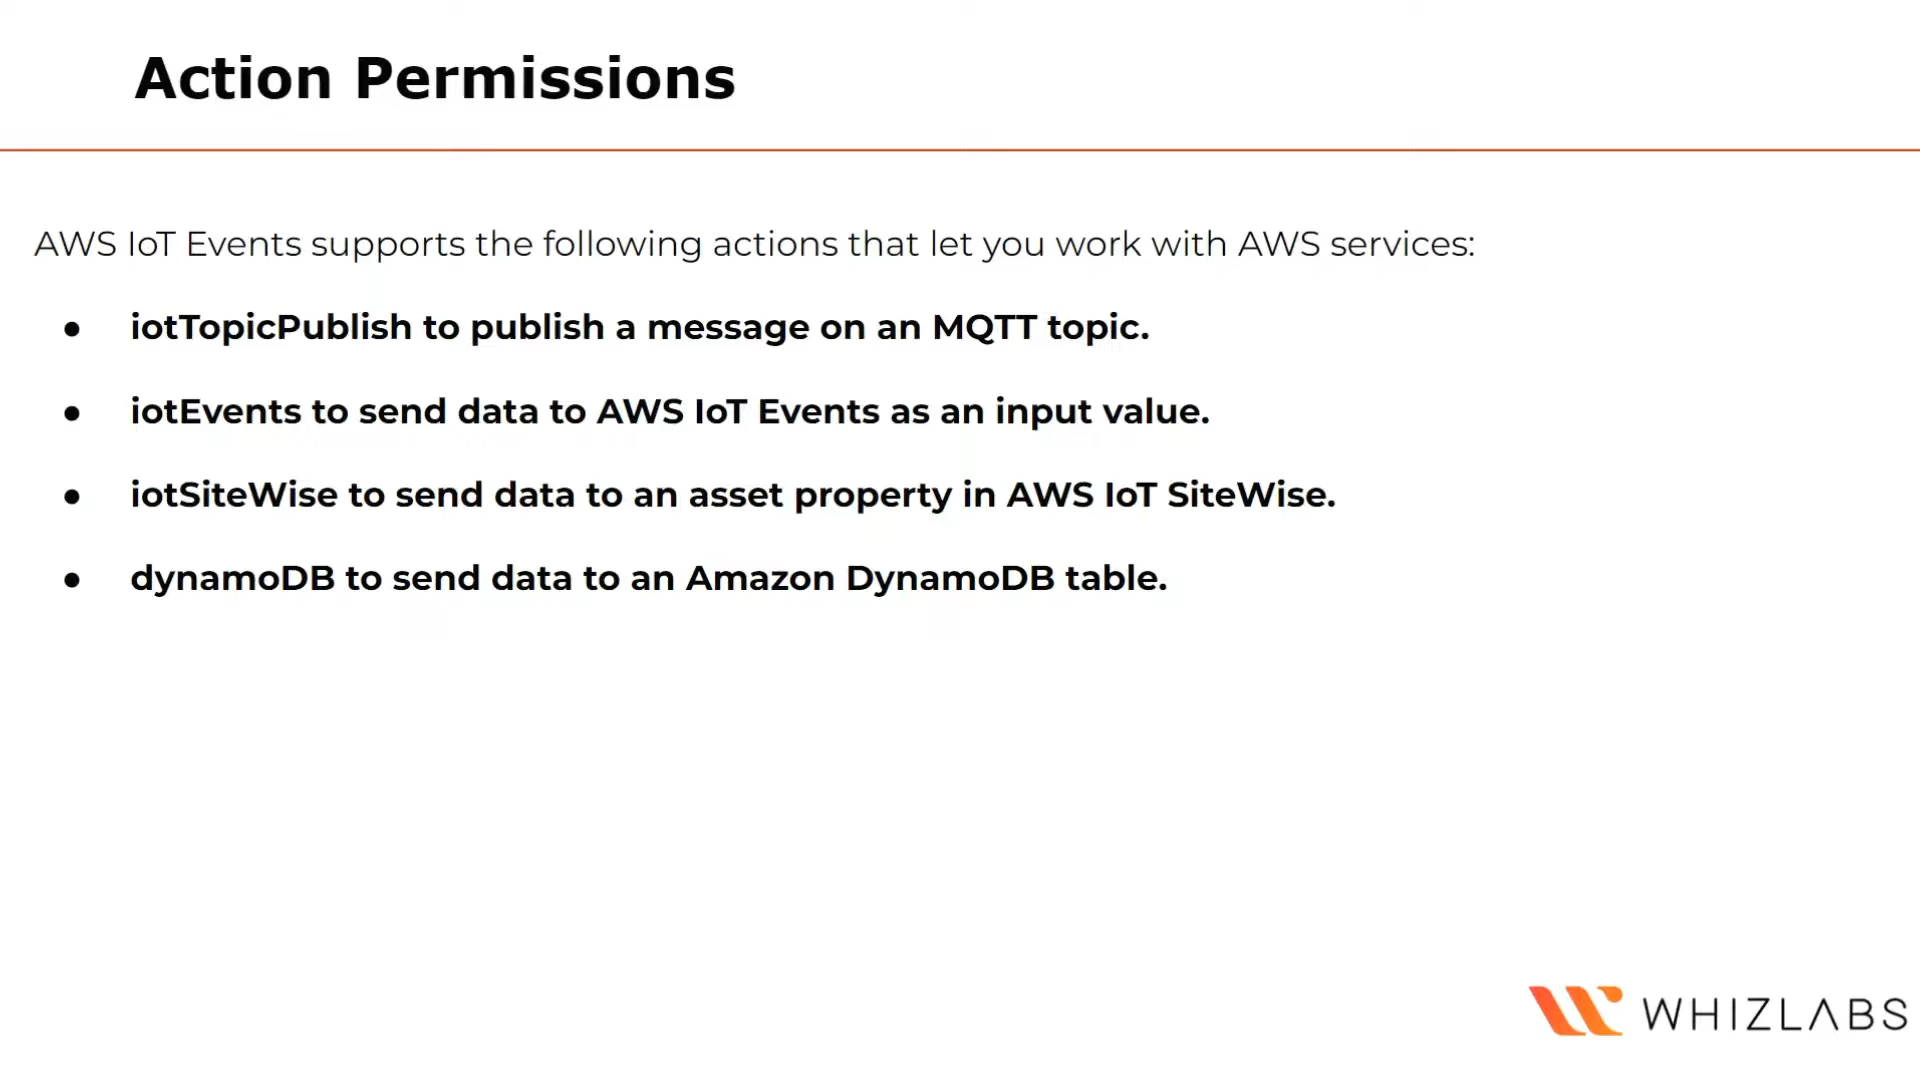 Action Permissions
AWS IoT Events supports the following actions that let you work with AWS services:
● iotTopicPublish to publish a message on an MQTT topic.
● iotEvents to send data to AWS IoT Events as an input value.
● iotSiteWise to send data to an asset property in AWS IoT SiteWise.
● dynamoDB to send data to an Amazon DynamoDB table.
WHIZLABS